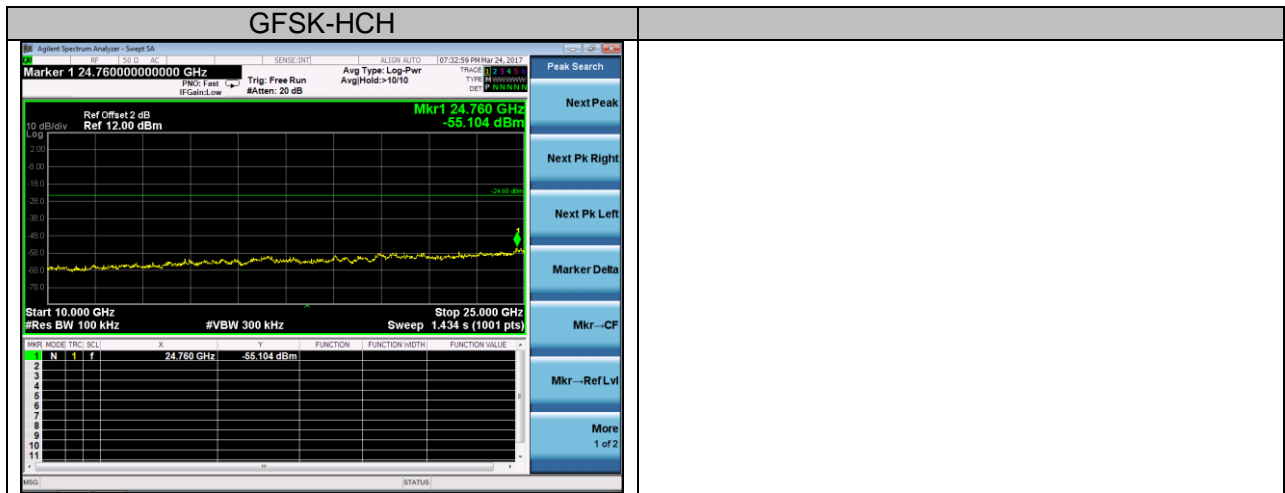 GFSK-HCH
Agilent Spectrum Analyzer - Swept SA
RF 50 Ω AC SENSE:INT ALIGN AUTO 07:32:59 PM Mar 24, 2017
Marker 1 24.760000000000 GHz
PNO: Fast
IFGain:Low
Trig: Free Run
#Atten: 20 dB
Avg Type: Log-Pwr
Avg|Hold:>10/10
TRACE 1 2 3 4 5 6
TYPE M WWWWW
DET P NNNNN
Peak Search
Next Peak
Next Pk Right
Next Pk Left
Marker Delta
Mkr→CF
Mkr→Ref Lvl
More
1 of 2
Mkr1 24.760 GHz
-55.104 dBm
Ref Offset 2 dB
10 dB/div Ref 12.00 dBm
Log
2.00
-8.00
-18.0
-24.68 dBm
-28.0
-38.0
-48.0
-58.0
-68.0
-78.0
1
Start 10.000 GHz Stop 25.000 GHz
#Res BW 100 kHz #VBW 300 kHz Sweep 1.434 s (1001 pts)
MKR MODE TRC SCL X Y FUNCTION FUNCTION WIDTH FUNCTION VALUE
1 N 1 f 24.760 GHz -55.104 dBm
2
3
4
5
6
7
8
9
10
11
MSG STATUS